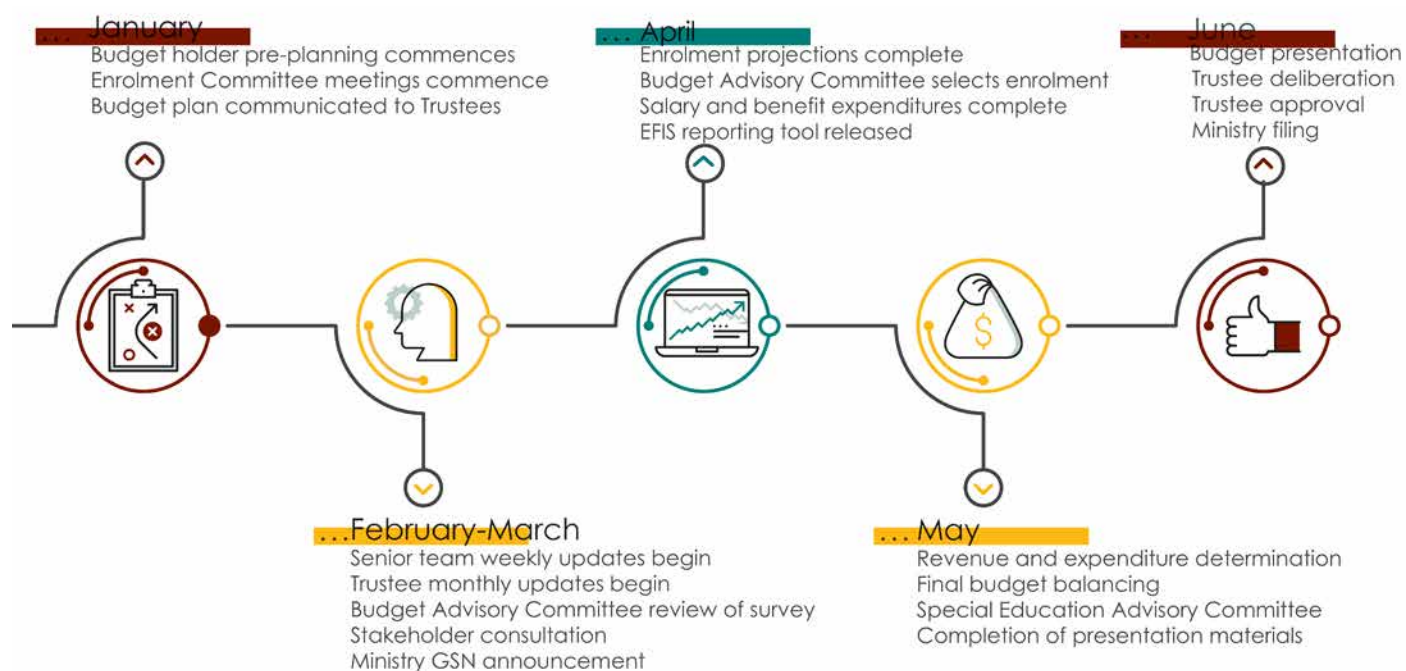 ... January
Budget holder pre-planning commences
Enrolment Committee meetings commence
Budget plan communicated to Trustees
...February-March
Senior team weekly updates begin
Trustee monthly updates begin
Budget Advisory Committee review of survey
Stakeholder consultation
Ministry GSN announcement
... April
Enrolment projections complete
Budget Advisory Committee selects enrolment
Salary and benefit expenditures complete
EFIS reporting tool released
... May
Revenue and expenditure determination
Final budget balancing
Special Education Advisory Committee
Completion of presentation materials
... June
Budget presentation
Trustee deliberation
Trustee approval
Ministry filing
$